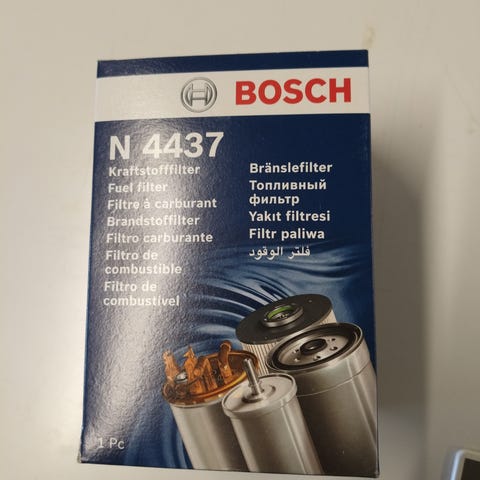 BOSCH
N 4437
Kraftstofffilter
Fuel filter
Filtre à carburant
Brandstoffilter
Filtro carburante
Filtro de
combustible
Filtro de
combustível
Bränslefilter
Топливный
фильтр
Yakıt filtresi
Filtr paliwa
فلتر الوقود
1 Pc